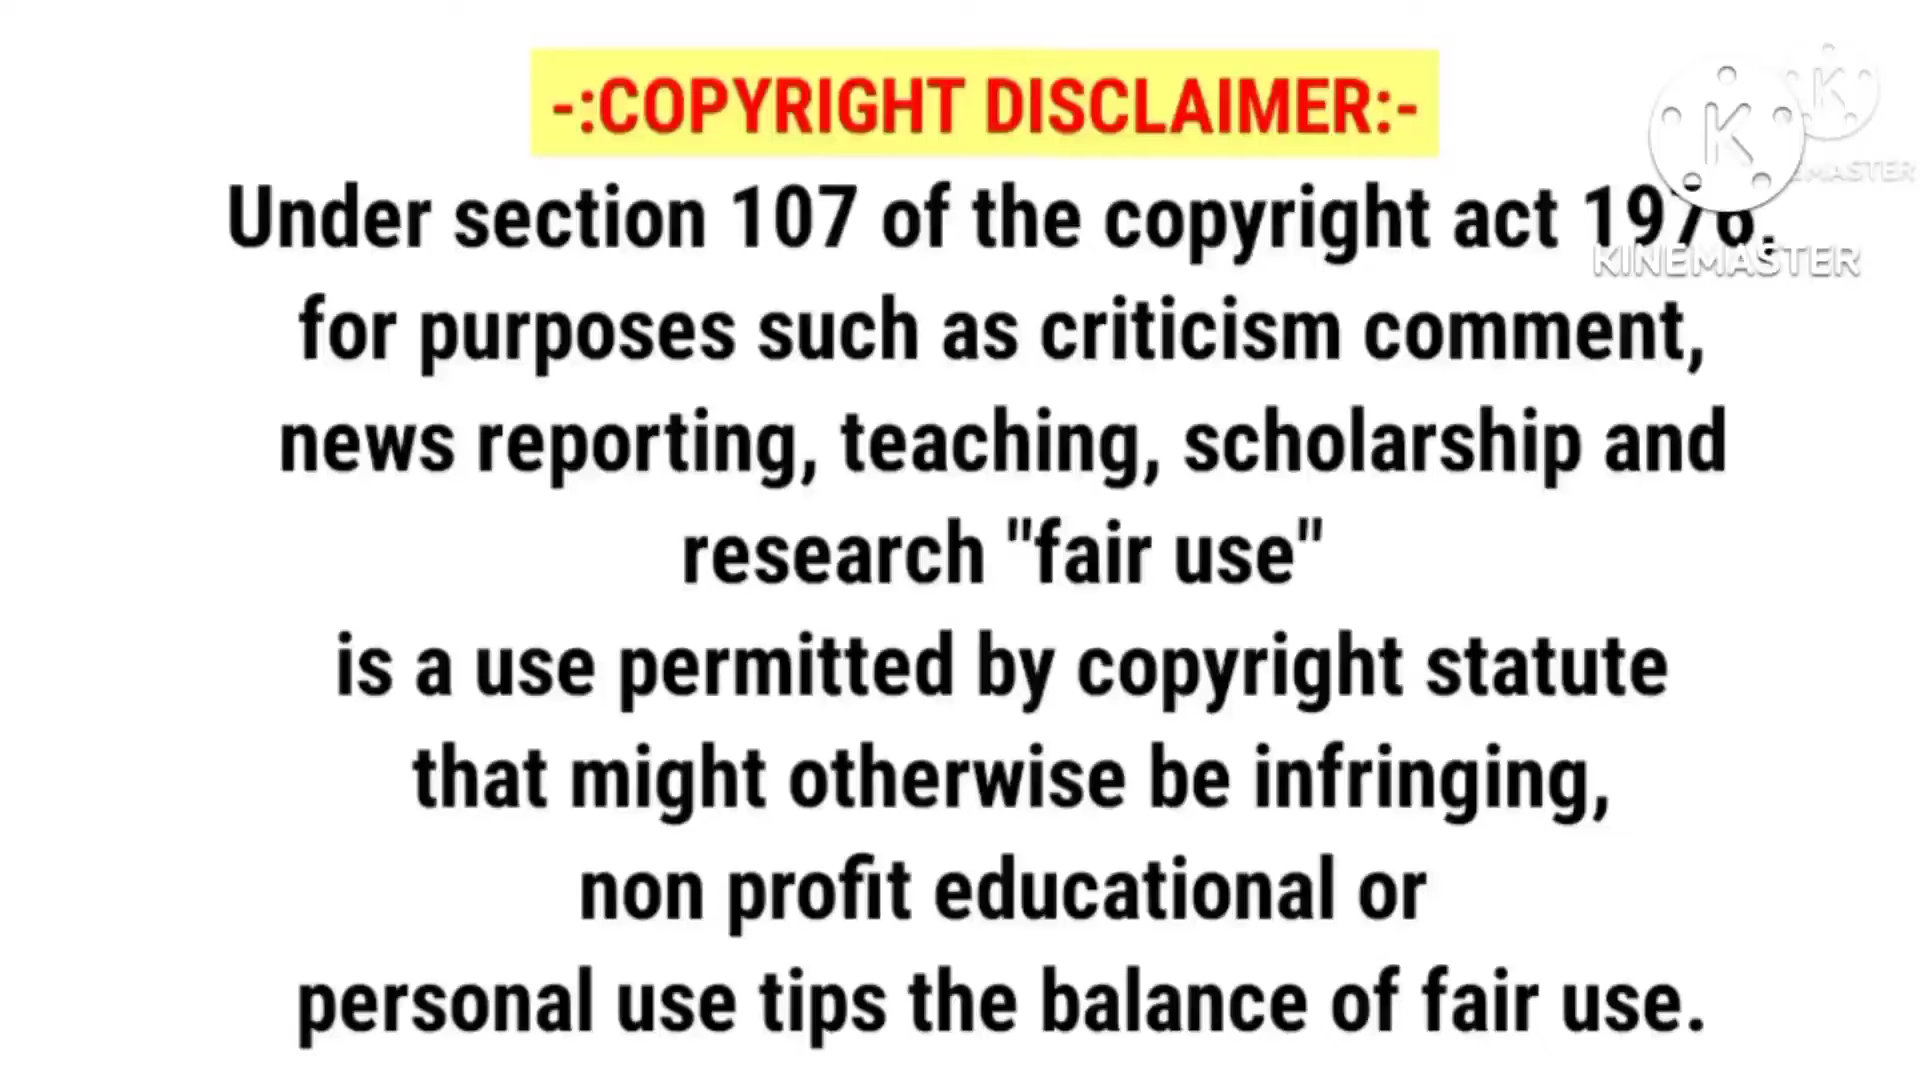 -:COPYRIGHT DISCLAIMER:-
Under section 107 of the copyright act 1976,
for purposes such as criticism comment,
news reporting, teaching, scholarship and
research "fair use"
is a use permitted by copyright statute
that might otherwise be infringing,
non profit educational or
personal use tips the balance of fair use.
K
KINEMASTER
K
EMASTER